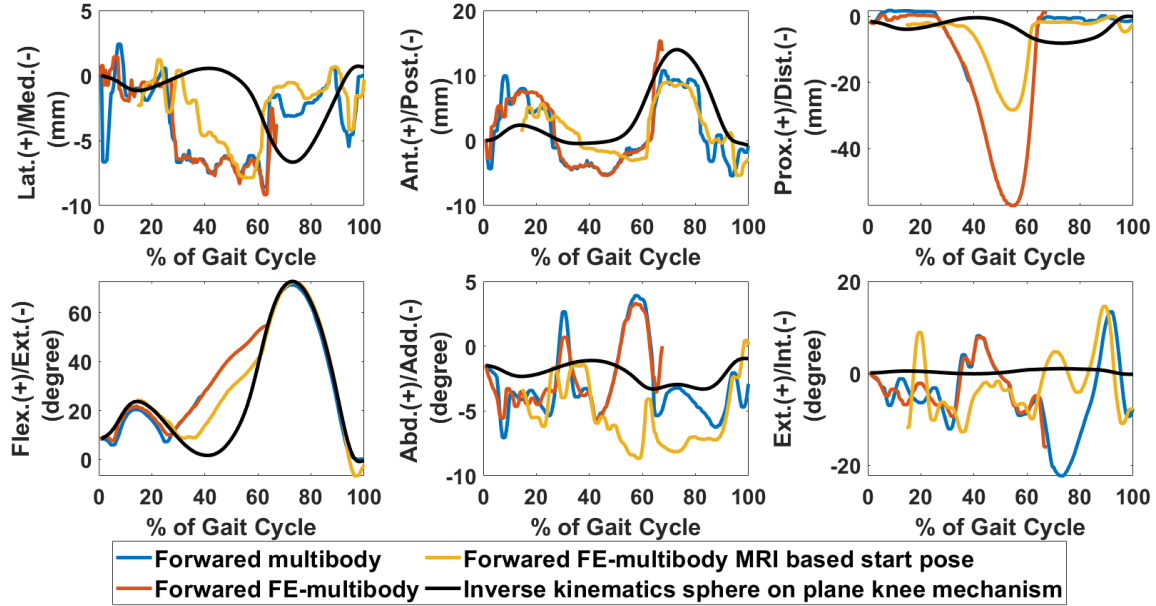 Lat.(+)/Med.(-)
(mm)
5
0
-5
-10
0 20 40 60 80 100
% of Gait Cycle
Ant.(+)/Post.(-)
(mm)
20
10
0
-10
0 20 40 60 80 100
% of Gait Cycle
Prox.(+)/Dist.(-)
(mm)
0
-20
-40
0 20 40 60 80 100
% of Gait Cycle
Flex.(+)/Ext.(-)
(degree)
60
40
20
0
0 20 40 60 80 100
% of Gait Cycle
Abd.(+)/Add.(-)
(degree)
5
0
-5
-10
0 20 40 60 80 100
% of Gait Cycle
Ext.(+)/Int.(-)
(degree)
20
0
-20
0 20 40 60 80 100
% of Gait Cycle
Forwared multibody
Forwared FE-multibody
Forwared FE-multibody MRI based start pose
Inverse kinematics sphere on plane knee mechanism